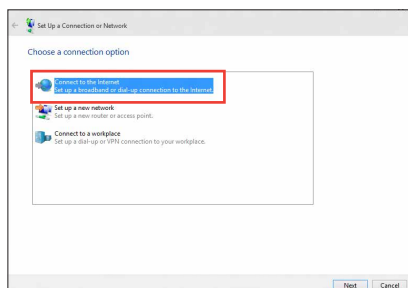 Set Up a Connection or Network
Choose a connection option
Connect to the Internet
Set up a broadband or dial-up connection to the Internet.
Set up a new network
Set up a new router or access point.
Connect to a workplace
Set up a dial-up or VPN connection to your workplace.
Next Cancel